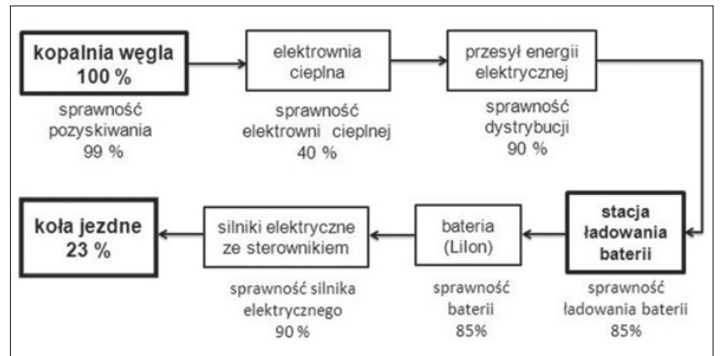 kopalnia węgla
100 %
sprawność
pozyskiwania
99 %
elektrownia
cieplna
sprawność
elektrowni cieplnej
40 %
przesył energii
elektrycznej
sprawność
dystrybucji
90 %
stacja
ładowania
baterii
sprawność
ładowania baterii
85%
bateria
(LiIon)
sprawność
baterii
85%
silniki elektryczne
ze sterownikiem
sprawność silnika
elektrycznego
90 %
koła jezdne
23 %